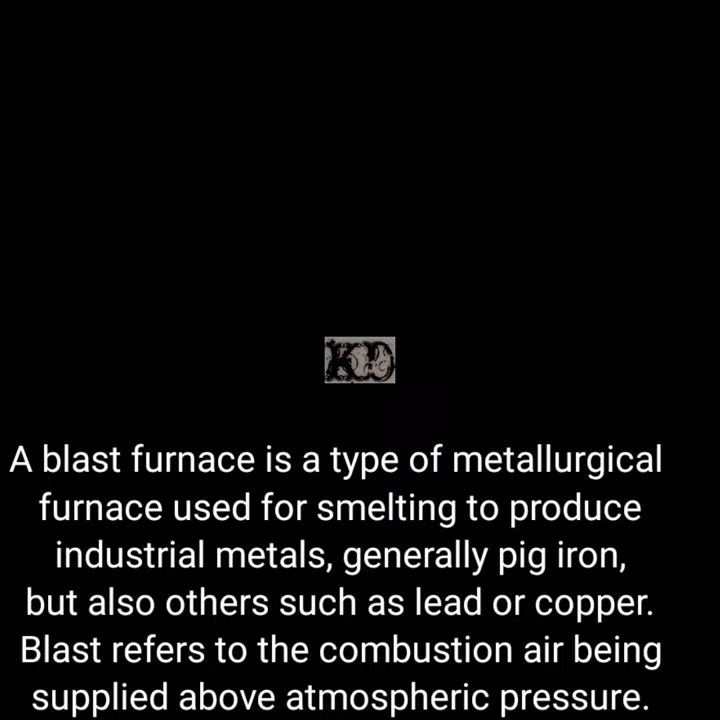 A blast furnace is a type of metallurgical
furnace used for smelting to produce
industrial metals, generally pig iron,
but also others such as lead or copper.
Blast refers to the combustion air being
supplied above atmospheric pressure.